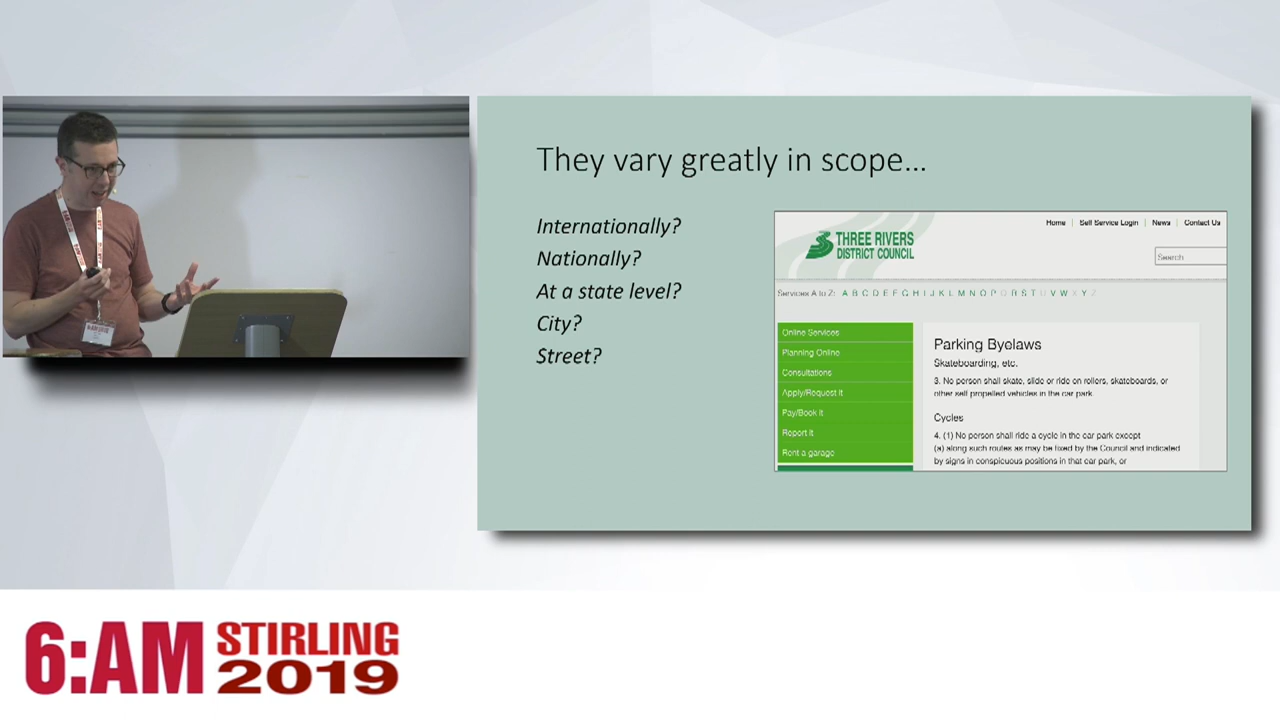 They vary greatly in scope...
Internationally?
Nationally?
At a state level?
City?
Street?
THREE RIVERS
DISTRICT COUNCIL
Home | Self Service Login | News | Contact Us
Search
Services A to Z: A B C D E F G H I J K L M N O P Q R S T U V W X Y Z
Online Services
Planning Online
Consultations
Apply/Request it
Pay/Book it
Report it
Rent a garage
Parking Byelaws
Skateboarding, etc.
3. No person shall skate, slide or ride on rollers, skateboards, or
other self propelled vehicles in the car park.
Cycles
4. (1) No person shall ride a cycle in the car park except
(a) along such routes as may be fixed by the Council and indicated
by signs in conspicuous positions in that car park, or
6:AM STIRLING
2019